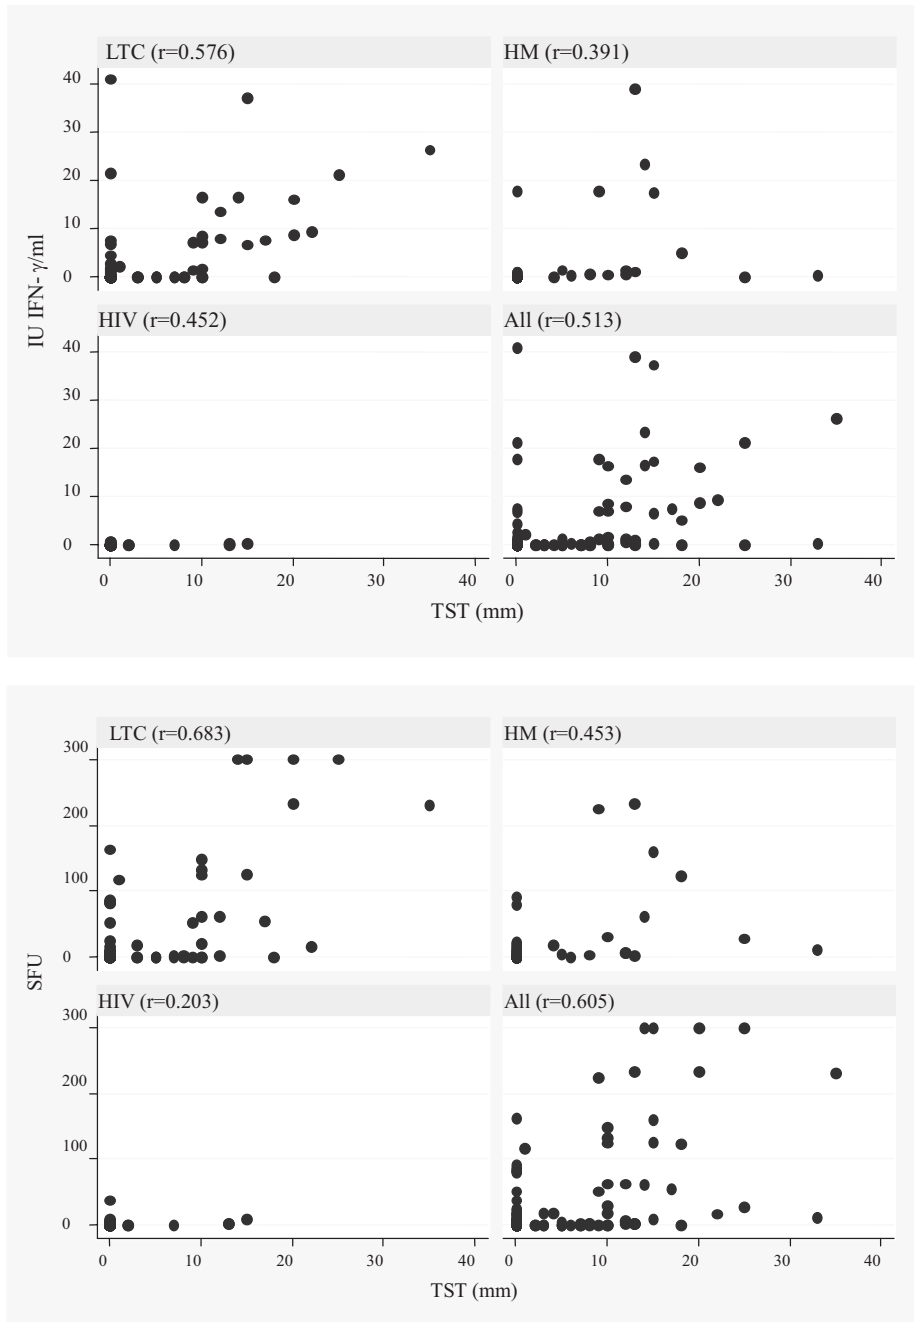 LTC (r=0.576)
HM (r=0.391)
40
30
20
10
0
IU IFN- γ/ml
HIV (r=0.452)
All (r=0.513)
40
30
20
10
0
0 10 20 30 40
0 10 20 30 40
TST (mm)
LTC (r=0.683)
HM (r=0.453)
300
200
100
0
SFU
HIV (r=0.203)
All (r=0.605)
300
200
100
0
0 10 20 30 40
0 10 20 30 40
TST (mm)